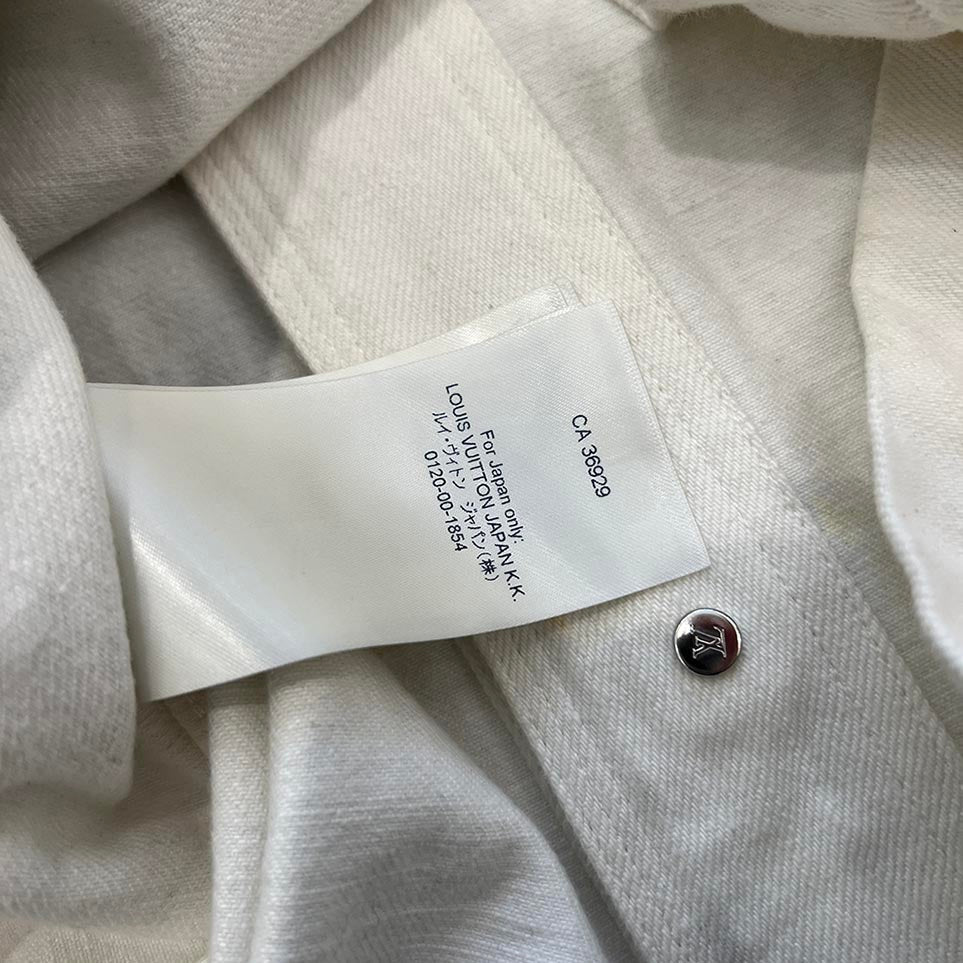 CA 36929
For Japan only:
LOUIS VUITTON JAPAN K.K.
ルイ・ヴィトン ジャパン(株)
0120-00-1854
LV